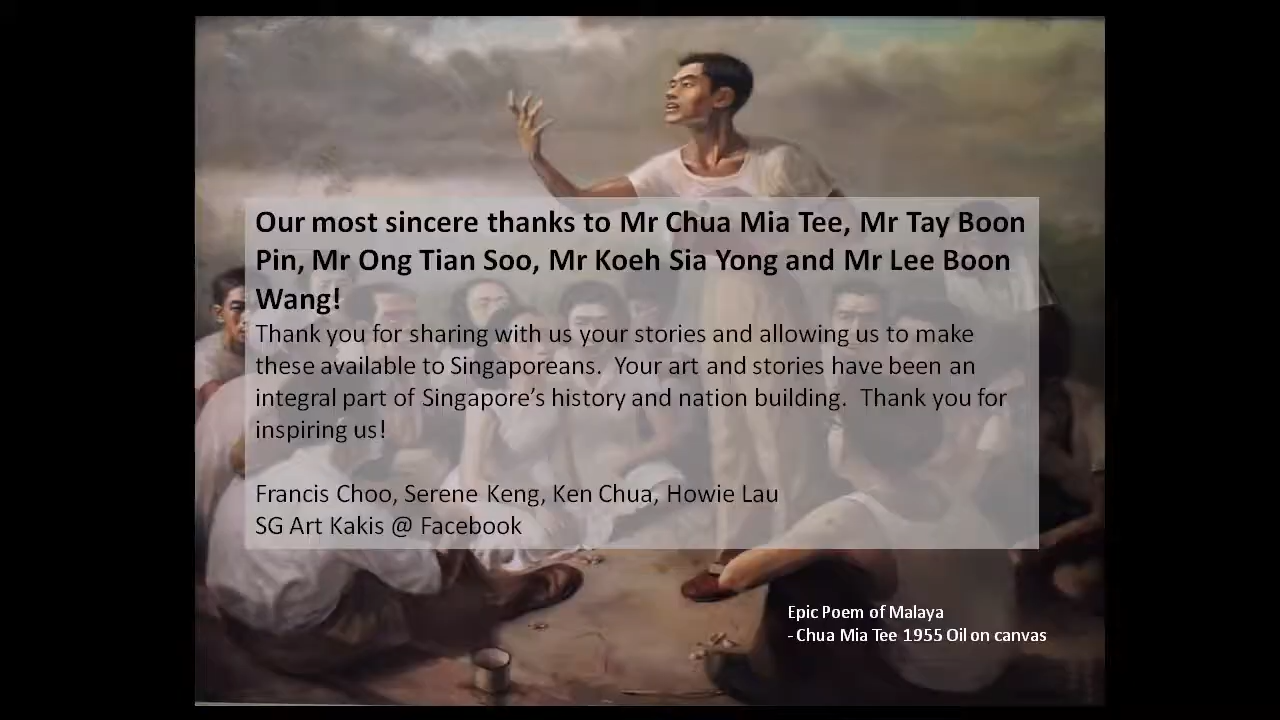 Our most sincere thanks to Mr Chua Mia Tee, Mr Tay Boon
Pin, Mr Ong Tian Soo, Mr Koeh Sia Yong and Mr Lee Boon
Wang!
Thank you for sharing with us your stories and allowing us to make
these available to Singaporeans.  Your art and stories have been an
integral part of Singapore’s history and nation building.  Thank you for
inspiring us!
Francis Choo, Serene Keng, Ken Chua, Howie Lau
SG Art Kakis @ Facebook
Epic Poem of Malaya
- Chua Mia Tee 1955 Oil on canvas